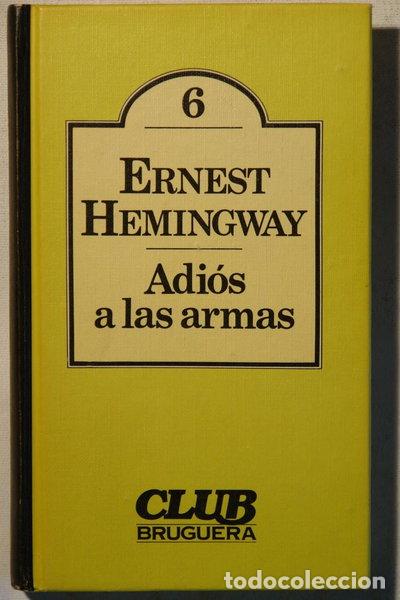 6
ERNEST
HEMINGWAY
Adiós
a las armas
CLUB
BRUGUERA
todocoleccion